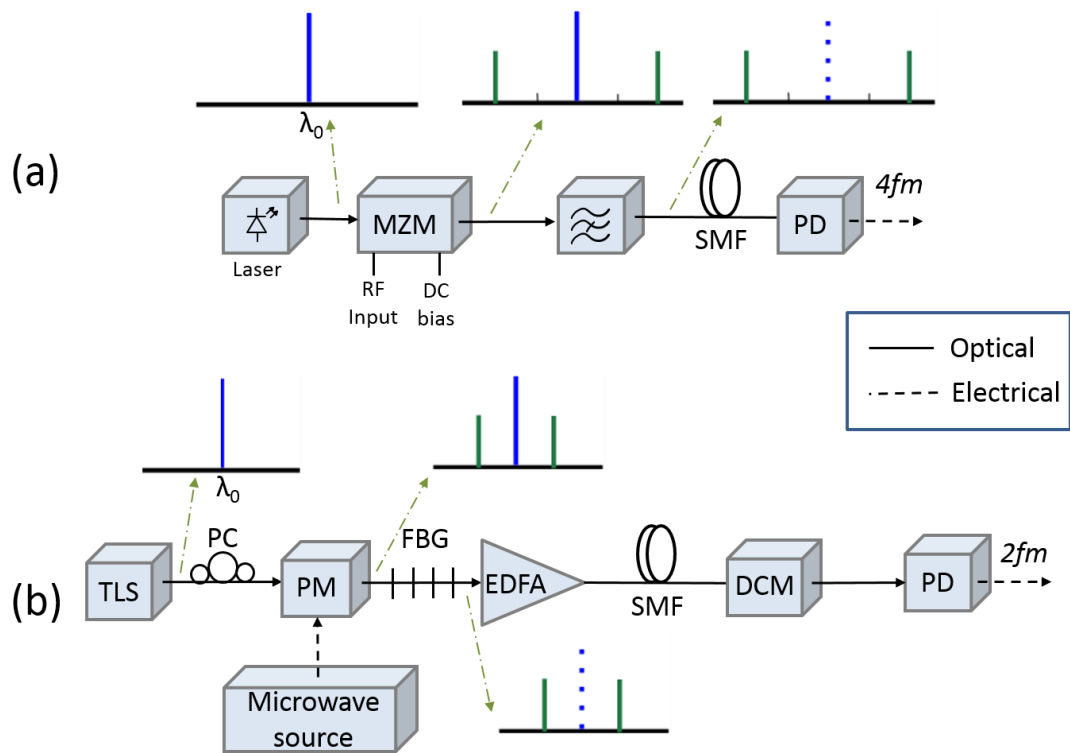 (a)
λ0
Laser
MZM
RF
Input
DC
bias
SMF
PD
4fm
Optical
Electrical
(b)
λ0
TLS
PC
PM
Microwave
source
FBG
EDFA
SMF
DCM
PD
2fm